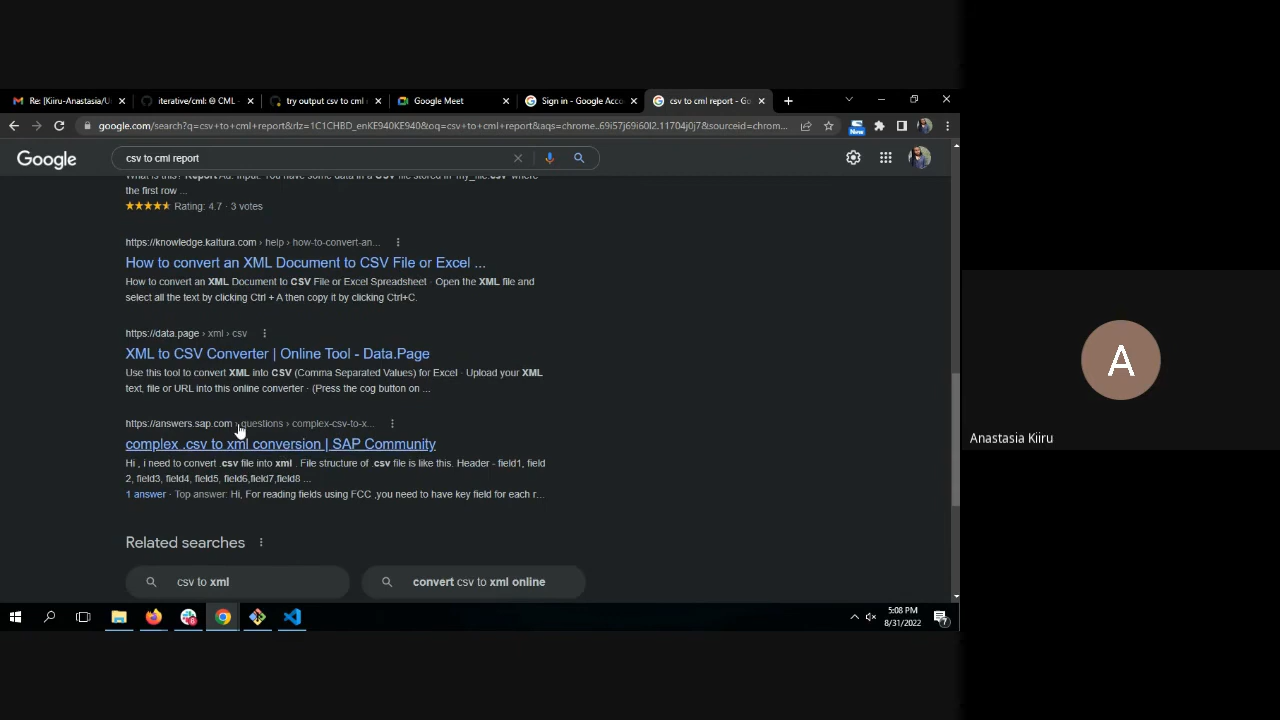 Re: [Kiiru-Anastasia/U
iterative/cml: ♾️ CML -
try output csv to cml r
Google Meet
Sign in - Google Acco
csv to cml report - Go
google.com/search?q=csv+to+cml+report&rlz=1C1CHBD_enKE940KE940&oq=csv+to+cml+report&aqs=chrome..69i57j69i60l2.11704j0j7&sourceid=chrom...
New
Google
csv to cml report
What is this? Report Ad. Input. You have some data in a CSV file stored in 'my_file.csv' where
the first row ...
Rating: 4.7 · 3 votes
https://knowledge.kaltura.com › help › how-to-convert-an...
How to convert an XML Document to CSV File or Excel ...
How to convert an XML Document to CSV File or Excel Spreadsheet · Open the XML file and
select all the text by clicking Ctrl + A then copy it by clicking Ctrl+C.
https://data.page › xml › csv
XML to CSV Converter | Online Tool - Data.Page
Use this tool to convert XML into CSV (Comma Separated Values) for Excel · Upload your XML
text, file or URL into this online converter · (Press the cog button on ...
https://answers.sap.com › questions › complex-csv-to-x...
complex .csv to xml conversion | SAP Community
Hi , i need to convert .csv file into xml . File structure of .csv file is like this. Header - field1, field
2, field3, field4, field5, field6,field7,field8 ...
1 answer · Top answer: Hi, For reading fields using FCC ,you need to have key field for each r...
Related searches
csv to xml
convert csv to xml online
5:08 PM
8/31/2022
A
Anastasia Kiiru